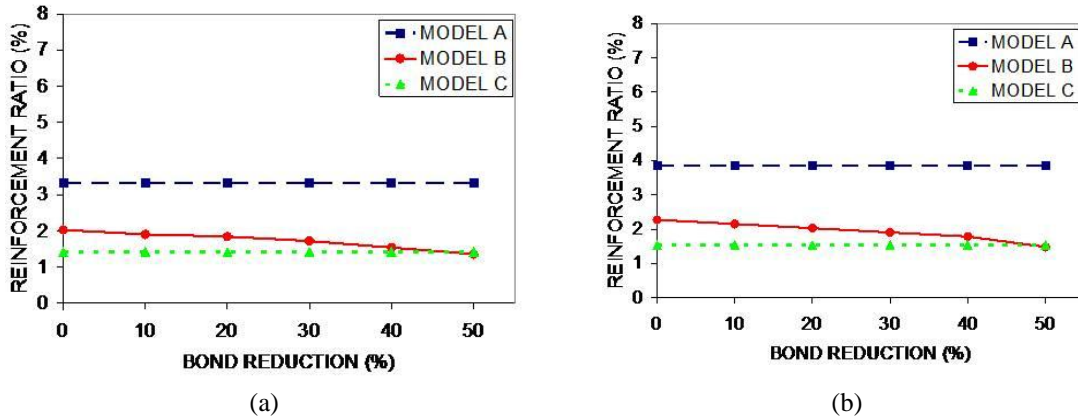 REINFORCEMENT RATIO (%)
8
7
6
5
4
3
2
1
0
MODEL A
MODEL B
MODEL C
0 10 20 30 40 50
BOND REDUCTION (%)
(a)
REINFORCEMENT RATIO (%)
8
7
6
5
4
3
2
1
0
MODEL A
MODEL B
MODEL C
0 10 20 30 40 50
BOND REDUCTION (%)
(b)